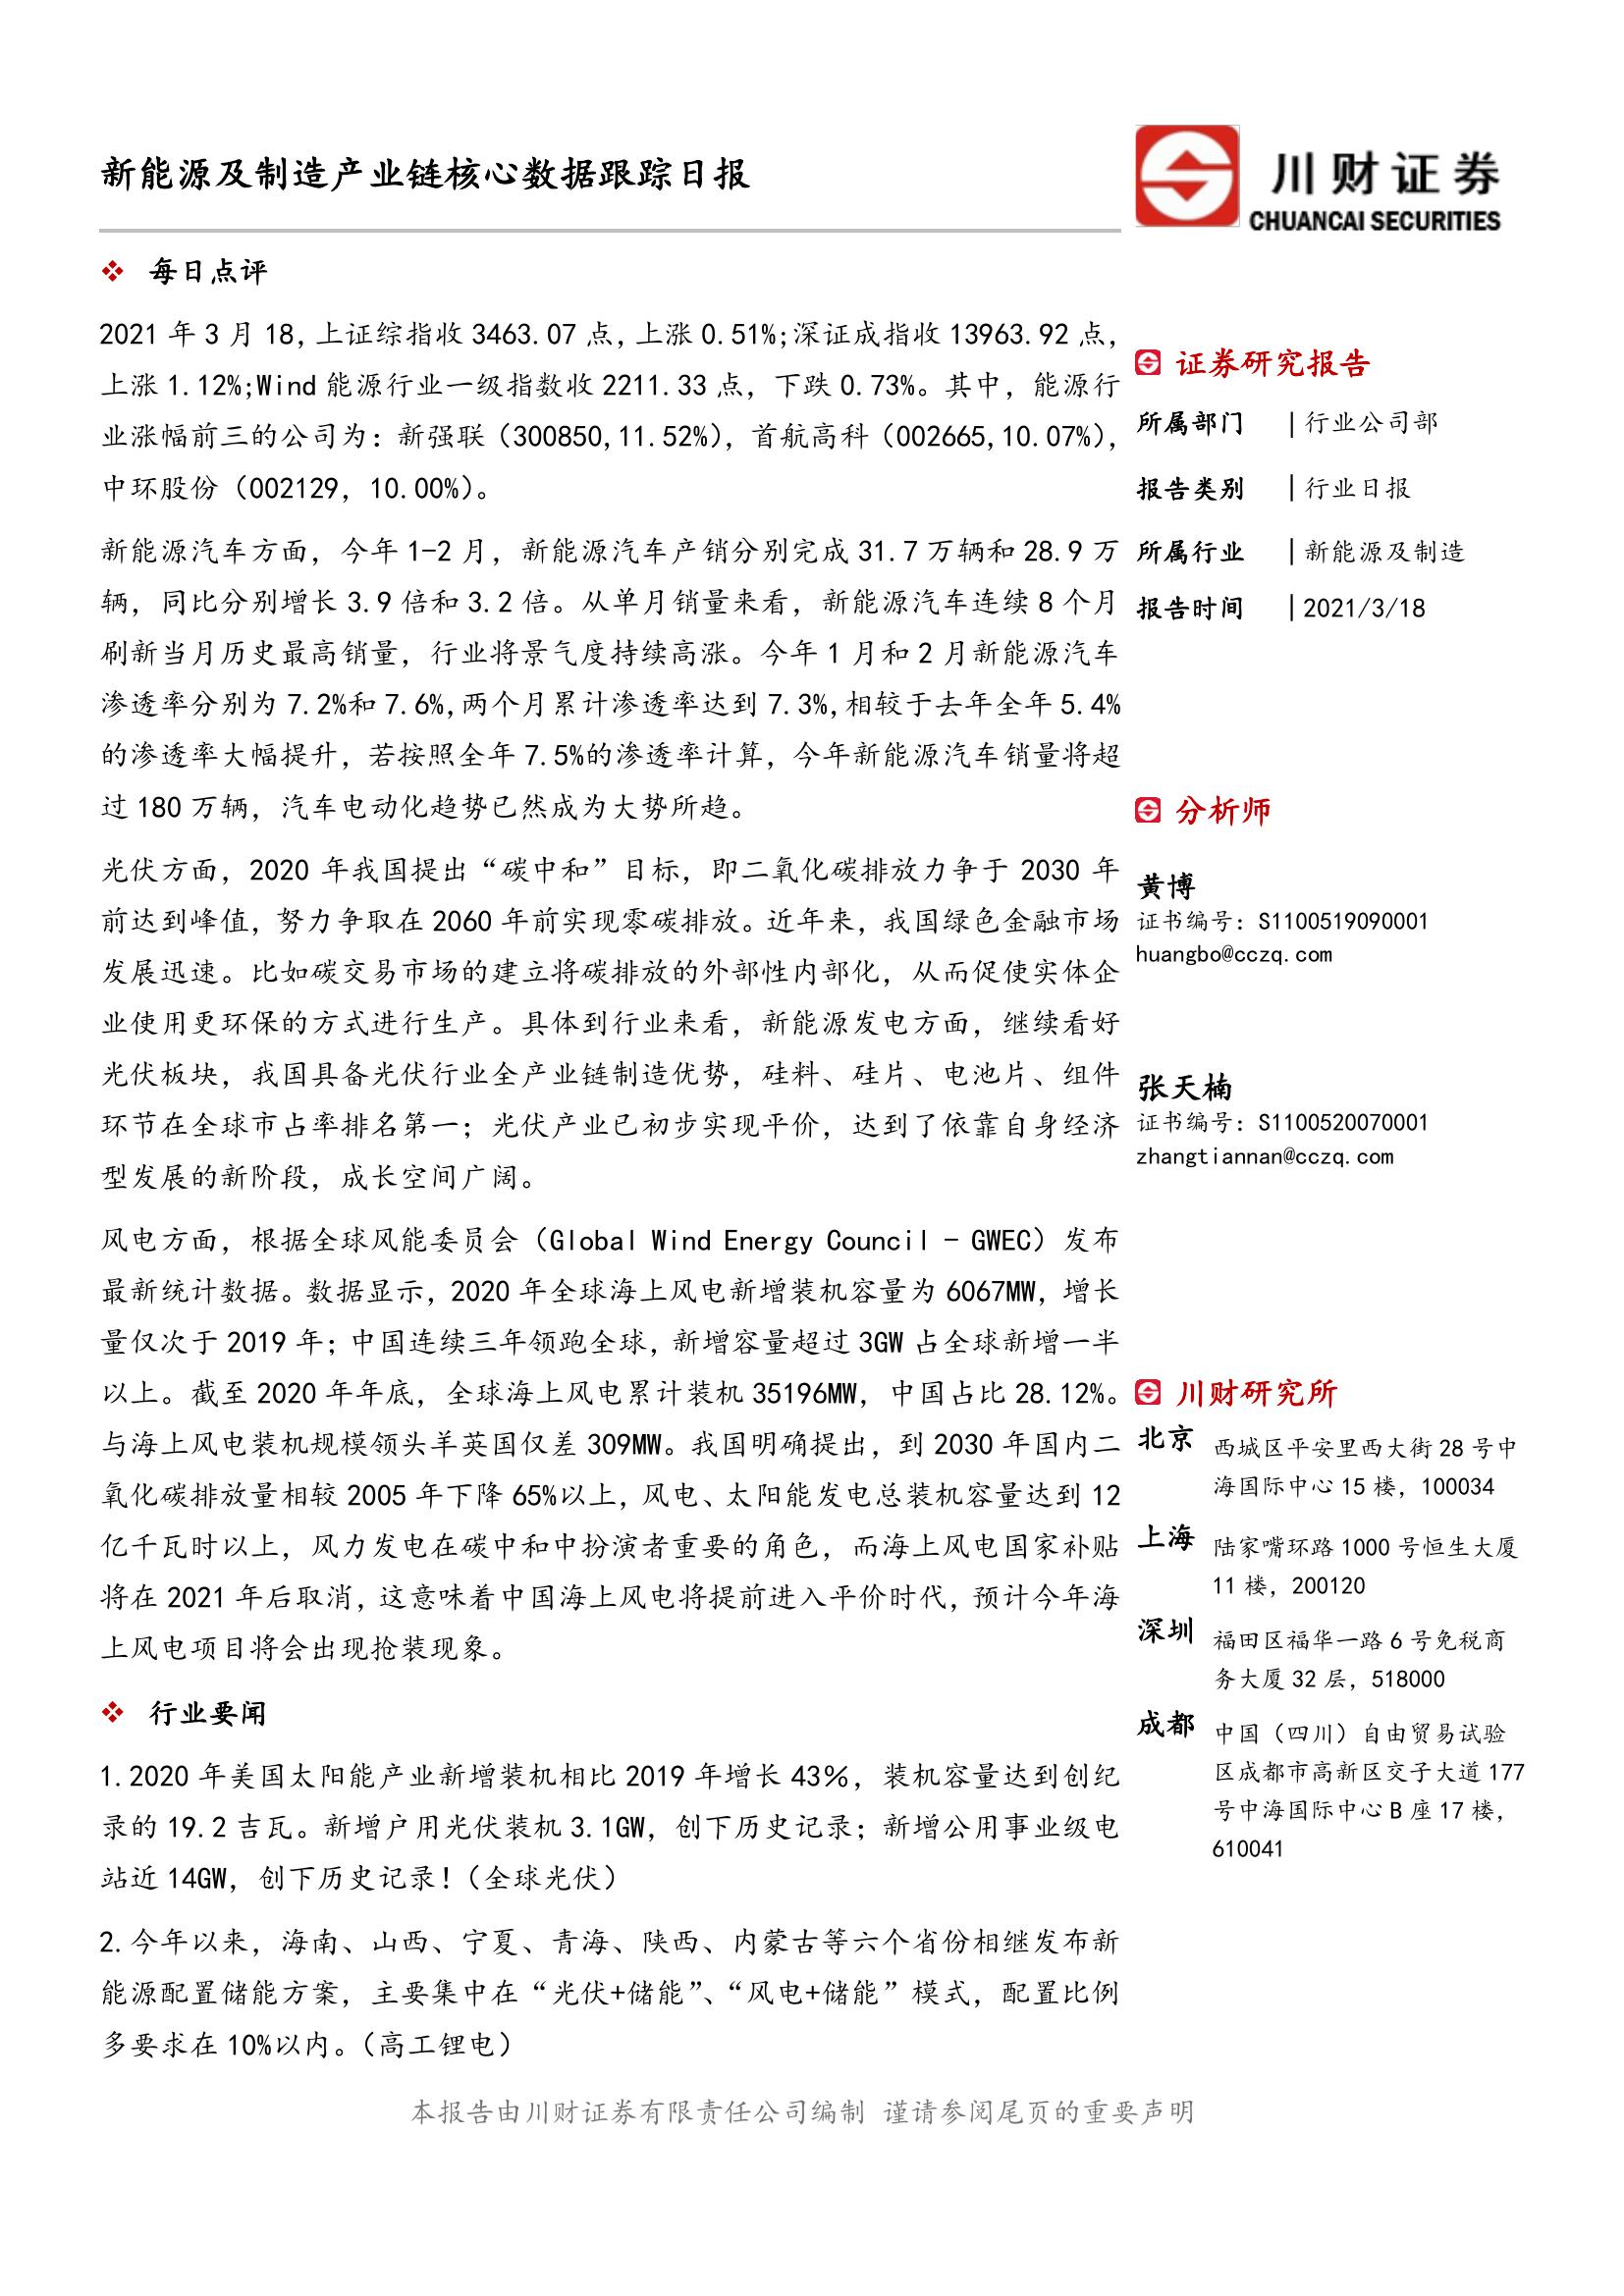 新能源及制造产业链核心数据跟踪日报
川财证券
CHUANCAI SECURITIES
每日点评
2021 年 3 月 18, 上证综指收 3463.07 点, 上涨 0.51%;深证成指收 13963.92 点,
上涨 1.12%;Wind 能源行业一级指数收 2211.33 点，下跌 0.73%。其中，能源行
业涨幅前三的公司为：新强联（300850,11.52%），首航高科（002665,10.07%），
中环股份（002129, 10.00%）。
新能源汽车方面，今年 1-2 月，新能源汽车产销分别完成 31.7 万辆和 28.9 万
辆，同比分别增长 3.9 倍和 3.2 倍。从单月销量来看，新能源汽车连续 8 个月
刷新当月历史最高销量，行业将景气度持续高涨。今年 1 月和 2 月新能源汽车
渗透率分别为 7.2%和 7.6%,两个月累计渗透率达到 7.3%,相较于去年全年 5.4%
的渗透率大幅提升，若按照全年 7.5%的渗透率计算，今年新能源汽车销量将超
过 180 万辆，汽车电动化趋势已然成为大势所趋。
光伏方面，2020 年我国提出“碳中和”目标，即二氧化碳排放力争于 2030 年
前达到峰值，努力争取在 2060 年前实现零碳排放。近年来，我国绿色金融市场
发展迅速。比如碳交易市场的建立将碳排放的外部性内部化，从而促使实体企
业使用更环保的方式进行生产。具体到行业来看，新能源发电方面，继续看好
光伏板块，我国具备光伏行业全产业链制造优势，硅料、硅片、电池片、组件
环节在全球市占率排名第一；光伏产业已初步实现平价，达到了依靠自身经济
型发展的新阶段，成长空间广阔。
风电方面，根据全球风能委员会（Global Wind Energy Council - GWEC）发布
最新统计数据。数据显示，2020 年全球海上风电新增装机容量为 6067MW，增长
量仅次于 2019 年；中国连续三年领跑全球，新增容量超过 3GW 占全球新增一半
以上。截至 2020 年年底，全球海上风电累计装机 35196MW，中国占比 28.12%。
与海上风电装机规模领头羊英国仅差 309MW。我国明确提出，到 2030 年国内二
氧化碳排放量相较 2005 年下降 65%以上，风电、太阳能发电总装机容量达到 12
亿千瓦时以上，风力发电在碳中和中扮演者重要的角色，而海上风电国家补贴
将在 2021 年后取消，这意味着中国海上风电将提前进入平价时代，预计今年海
上风电项目将会出现抢装现象。
行业要闻
1.2020 年美国太阳能产业新增装机相比 2019 年增长 43％，装机容量达到创纪
录的 19.2 吉瓦。新增户用光伏装机 3.1GW，创下历史记录；新增公用事业级电
站近 14GW，创下历史记录！（全球光伏）
2.今年以来，海南、山西、宁夏、青海、陕西、内蒙古等六个省份相继发布新
能源配置储能方案，主要集中在“光伏+储能”、“风电+储能”模式，配置比例
多要求在 10%以内。（高工锂电）
证券研究报告
所属部门 | 行业公司部
报告类别 | 行业日报
所属行业 | 新能源及制造
报告时间 | 2021/3/18
分析师
黄博
证书编号：S1100519090001
huangbo@cczq.com
张天楠
证书编号：S1100520070001
zhangtiannan@cczq.com
川财研究所
北京 西城区平安里西大街 28 号中
海国际中心 15 楼，100034
上海 陆家嘴环路 1000 号恒生大厦
11 楼，200120
深圳 福田区福华一路 6 号免税商
务大厦 32 层，518000
成都 中国（四川）自由贸易试验
区成都市高新区交子大道 177
号中海国际中心 B 座 17 楼，
610041
本报告由川财证券有限责任公司编制 谨请参阅尾页的重要声明